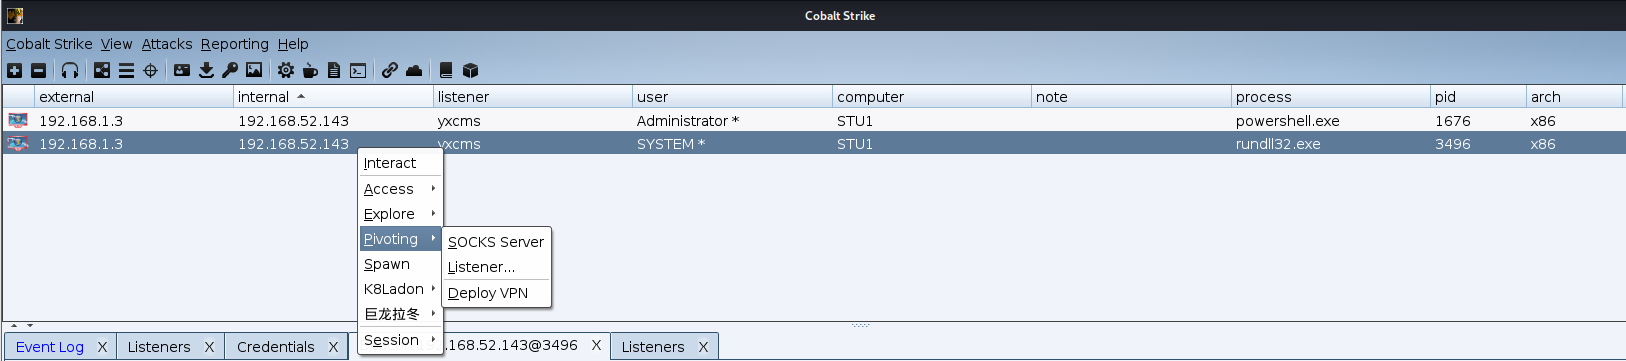 Cobalt Strike
Cobalt Strike View Attacks Reporting Help
external internal listener user computer note process pid arch
192.168.1.3 192.168.52.143 yxcms Administrator * STU1 powershell.exe 1676 x86
192.168.1.3 192.168.52.143 yxcms SYSTEM * STU1 rundll32.exe 3496 x86
Interact
Access
Explore
Pivoting
SOCKS Server
Listener...
Deploy VPN
Spawn
K8Ladon
巨龙拉冬
Session
Event Log X Listeners X Credentials X .168.52.143@3496 X Listeners X